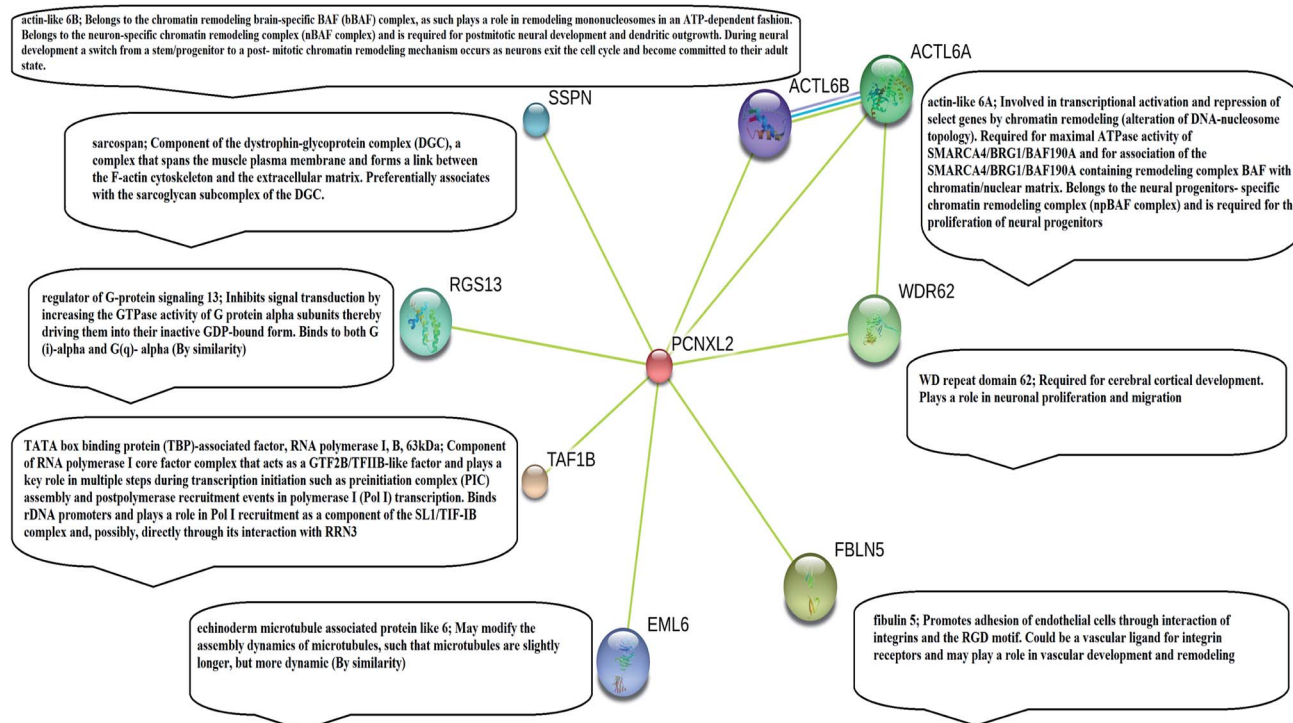 actin-like 6B; Belongs to the chromatin remodeling brain-specific BAF (bBAF) complex, as such plays a role in remodeling mononucleosomes in an ATP-dependent fashion.
Belongs to the neuron-specific chromatin remodeling complex (nBAF complex) and is required for postmitotic neural development and dendritic outgrowth. During
neural development a switch from a stem/progenitor to a post- mitotic chromatin remodeling mechanism occurs as neurons exit the cell cycle and become committed to their adult
state.
ACTL6A
ACTL6B
SSPN
actin-like 6A; Involved in transcriptional activation and repression of
select genes by chromatin remodeling (alteration of DNA-nucleosome
topology). Required for maximal ATPase activity of
SMARCA4/BRG1/BAF190A and for association of the
SMARCA4/BRG1/BAF190A containing remodeling complex BAF with
chromatin/nuclear matrix. Belongs to the neural progenitors- specific
chromatin remodeling complex (npBAF complex) and is required for th
proliferation of neural progenitors
sarcospan; Component of the dystrophin-glycoprotein complex (DGC), a
complex that spans the muscle plasma membrane and forms a link between
the F-actin cytoskeleton and the extracellular matrix. Preferentially associates
with the sarcoglycan subcomplex of the DGC.
RGS13
WDR62
regulator of G-protein signaling 13; Inhibits signal transduction by
increasing the GTPase activity of G protein alpha subunits thereby
driving them into their inactive GDP-bound form. Binds to both G
(i)-alpha and G(q)- alpha (By similarity)
PCNXL2
WD repeat domain 62; Required for cerebral cortical development.
Plays a role in neuronal proliferation and migration
TATA box binding protein (TBP)-associated factor, RNA polymerase I, B, 63kDa; Component
of RNA polymerase I core factor complex that acts as a GTF2B/TFIIB-like factor and plays a
key role in multiple steps during transcription initiation such as preinitiation complex (PIC)
assembly and postpolymerase recruitment events in polymerase I (Pol I) transcription. Binds
rDNA promoters and plays a role in Pol I recruitment as a component of the SL1/TIF-IB
complex and, possibly, directly through its interaction with RRN3
TAF1B
FBLN5
EML6
echinoderm microtubule associated protein like 6; May modify the
assembly dynamics of microtubules, such that microtubules are slightly
longer, but more dynamic (By similarity)
fibulin 5; Promotes adhesion of endothelial cells through interaction of
integrins and the RGD motif. Could be a vascular ligand for integrin
receptors and may play a role in vascular development and remodeling